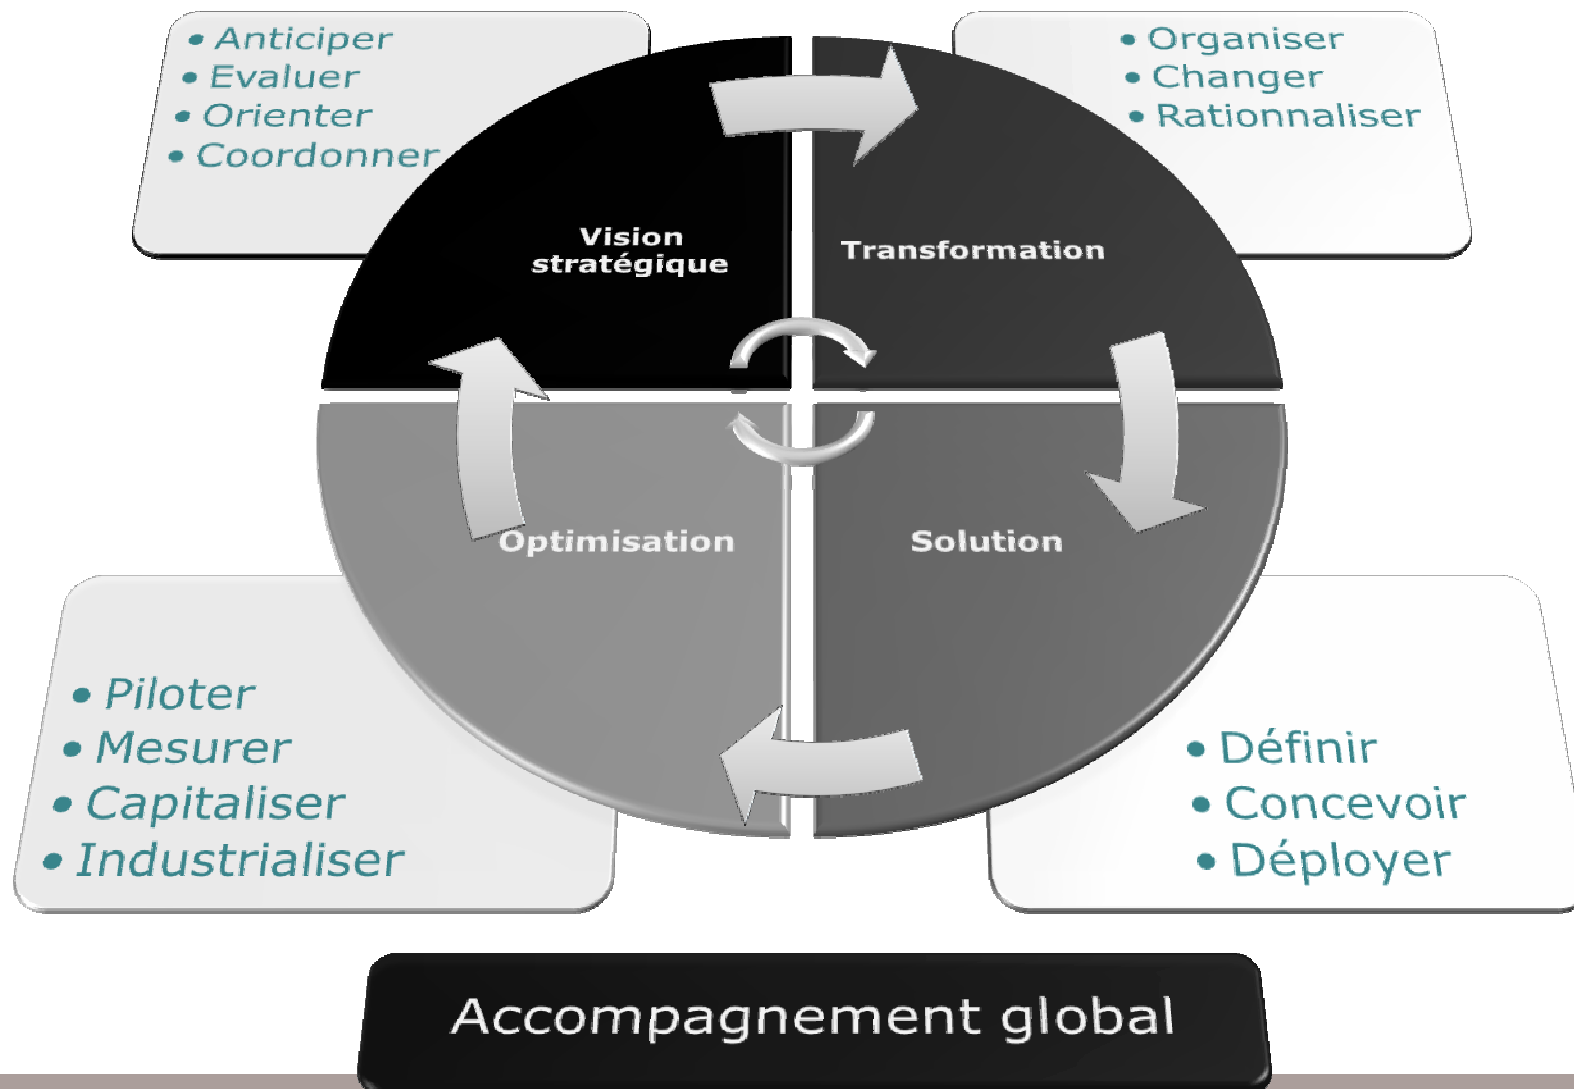 • Anticiper
• Evaluer
• Orienter
• Coordonner
• Organiser
• Changer
• Rationnaliser
Vision
stratégique
Transformation
Optimisation
Solution
• Piloter
• Mesurer
• Capitaliser
• Industrialiser
• Définir
• Concevoir
• Déployer
Accompagnement global